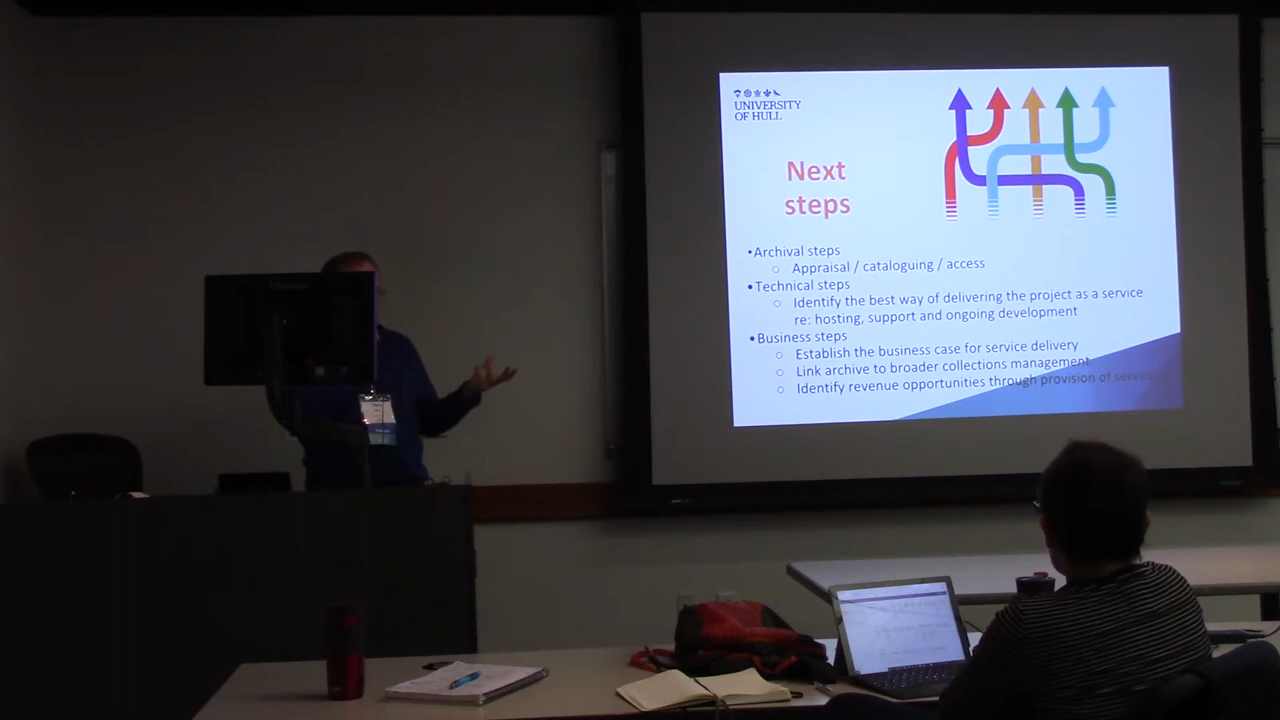 UNIVERSITY
OF HULL
Next
steps
•Archival steps
○ Appraisal / cataloguing / access
•Technical steps
○ Identify the best way of delivering the project as a service
re: hosting, support and ongoing development
•Business steps
○ Establish the business case for service delivery
○ Link archive to broader collections management
○ Identify revenue opportunities through provision of service